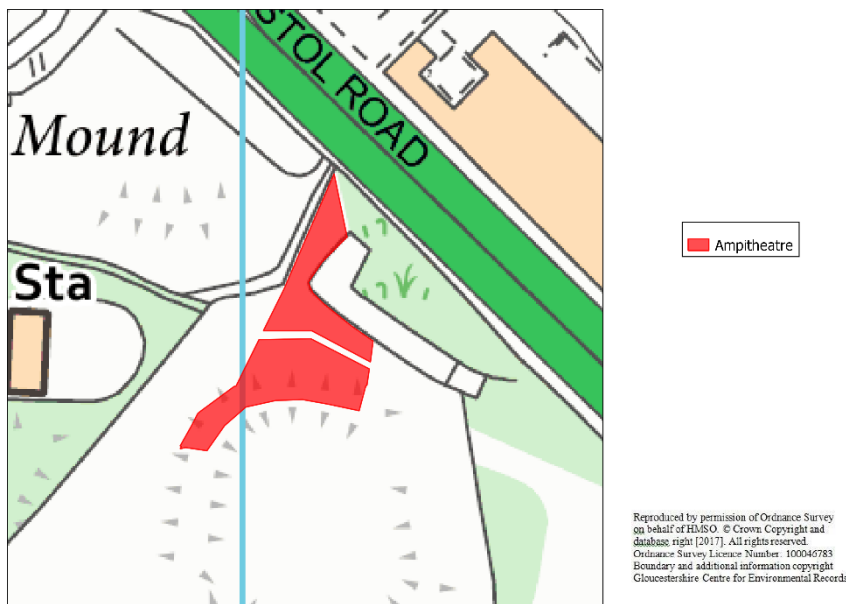 STOL ROAD
Mound
Sta
Ampitheatre
Reproduced by permission of Ordnance Survey
on behalf of HMSO. © Crown Copyright and
database right [2017]. All rights reserved.
Ordnance Survey Licence Number: 100046783
Boundary and additional information copyright
Gloucestershire Centre for Environmental Records